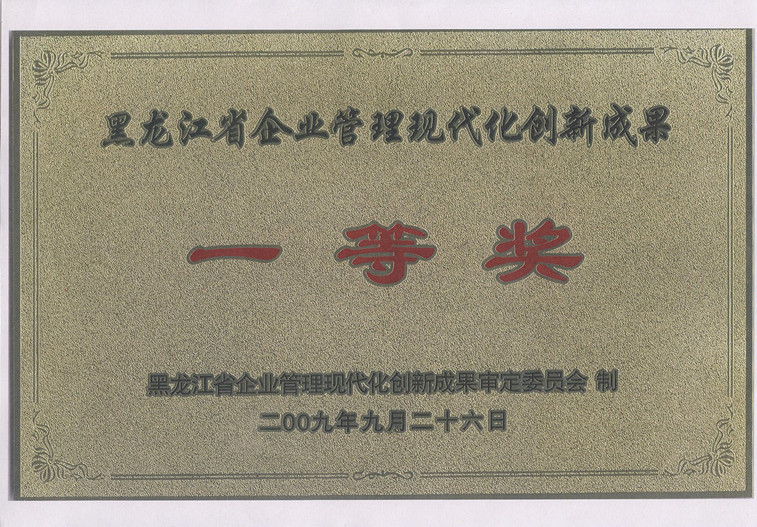 黑龙江省企业管理现代化创新成果
一等奖
黑龙江省企业管理现代化创新成果审定委员会 制
二00九年九月二十六日